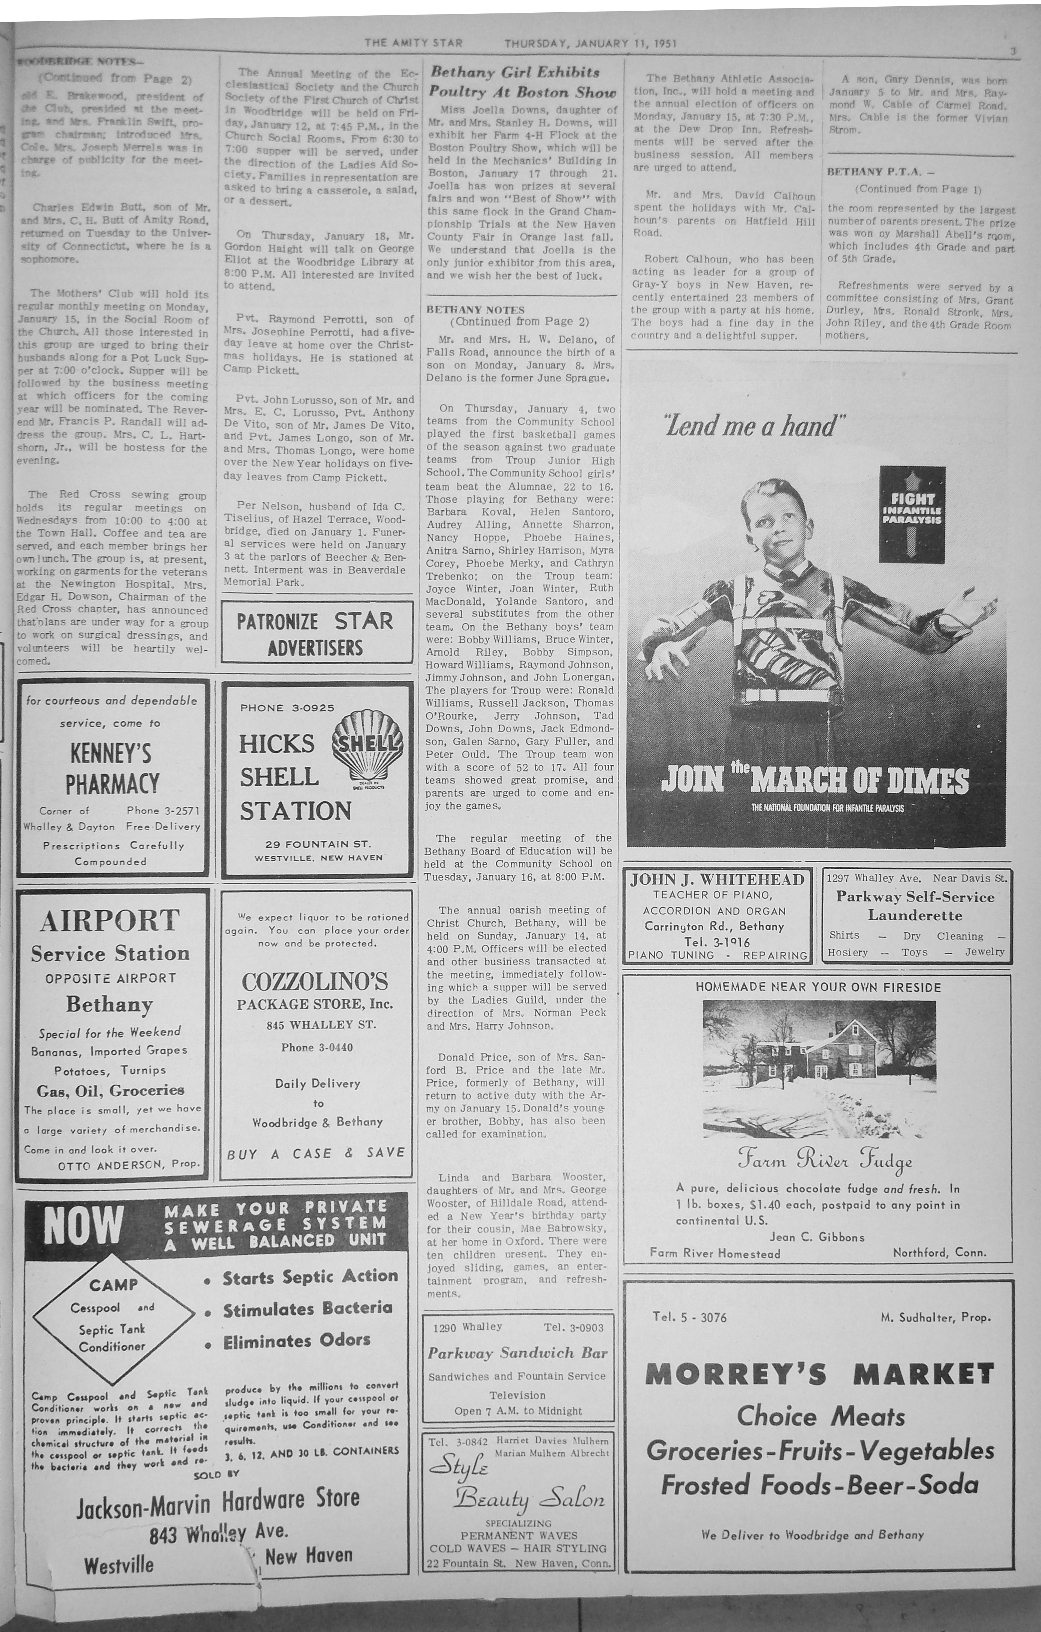 THE AMITY STAR THURSDAY, JANUARY 11, 1951
3
WOODBRIDGE NOTES—
(Continued from Page 2)
old E. Brakewood, president of
the Club, presided at the meet-
ing, and Mrs. Franklin Swift, pro-
gram chairman, introduced Mrs.
Cole. Mrs. Joseph Merrels was in
charge of publicity for the meet-
ing.
Charles Edwin Butt, son of Mr.
and Mrs. C. H. Butt of Amity Road,
returned on Tuesday to the Univer-
sity of Connecticut, where he is a
sophomore.
The Mothers' Club will hold its
regular monthly meeting on Monday,
January 15, in the Social Room of
the Church. All those interested in
this group are urged to bring their
husbands along for a Pot Luck Sup-
per at 7:00 o'clock. Supper will be
followed by the business meeting
at which officers for the coming
year will be nominated. The Rever-
end Mr. Francis P. Randall will ad-
dress the group. Mrs. C. L. Hart-
shorn, Jr., will be hostess for the
evening.
The Red Cross sewing group
holds its regular meetings on
Wednesdays from 10:00 to 4:00 at
the Town Hall. Coffee and tea are
served, and each member brings her
own lunch. The group is, at present,
working on garments for the veterans
at the Newington Hospital. Mrs.
Edgar H. Dowson, Chairman of the
Red Cross chapter, has announced
that plans are under way for a group
to work on surgical dressings, and
volunteers will be heartily wel-
comed.
for courteous and dependable
service, come to
KENNEY'S
PHARMACY
Corner of Phone 3-2571
Whalley & Dayton Free Delivery
Prescriptions Carefully
Compounded
AIRPORT
Service Station
OPPOSITE AIRPORT
Bethany
Special for the Weekend
Bananas, Imported Grapes
Potatoes, Turnips
Gas, Oil, Groceries
The place is small, yet we have
a large variety of merchandise.
Come in and look it over.
OTTO ANDERSON, Prop.
The Annual Meeting of the Ec-
clesiastical Society and the Church
Society of the First Church of Christ
in Woodbridge will be held on Fri-
day, January 12, at 7:45 P.M., in the
Church Social Rooms. From 6:30 to
7:00 supper will be served, under
the direction of the Ladies Aid So-
ciety. Families in representation are
asked to bring a casserole, a salad,
or a dessert.
On Thursday, January 18, Mr.
Gordon Haight will talk on George
Eliot at the Woodbridge Library at
8:00 P.M. All interested are invited
to attend.
Pvt. Raymond Perrotti, son of
Mrs. Josephine Perrotti, had a five-
day leave at home over the Christ-
mas holidays. He is stationed at
Camp Pickett.
Pvt. John Lorusso, son of Mr. and
Mrs. E. C. Lorusso, Pvt. Anthony
De Vito, son of Mr. James De Vito,
and Pvt. James Longo, son of Mr.
and Mrs. Thomas Longo, were home
over the New Year holidays on five-
day leaves from Camp Pickett.
Per Nelson, husband of Ida C.
Tiselius, of Hazel Terrace, Wood-
bridge, died on January 1. Funer-
al services were held on January
3 at the parlors of Beecher & Ben-
nett. Interment was in Beaverdale
Memorial Park.
PATRONIZE STAR
ADVERTISERS
PHONE 3-0925
HICKS
SHELL
SHELL
STATION
29 FOUNTAIN ST.
WESTVILLE, NEW HAVEN
We expect liquor to be rationed
again. You can place your order
now and be protected.
COZZOLINO'S
PACKAGE STORE, Inc.
845 WHALLEY ST.
Phone 3-0440
Daily Delivery
to
Woodbridge & Bethany
BUY A CASE & SAVE
NOW
MAKE YOUR PRIVATE
SEWERAGE SYSTEM
A WELL BALANCED UNIT
CAMP
Cesspool and
Septic Tank
Conditioner
• Starts Septic Action
• Stimulates Bacteria
• Eliminates Odors
Camp Cesspool and Septic Tank
Conditioner works on a new and
proven principle. It starts septic ac-
tion immediately. It corrects the
chemical structure of the material in
the cesspool or septic tank. It feeds
the bacteria and they work and re-
produce by the millions to convert
sludge into liquid. If your cesspool or
septic tank is too small for your re-
quirements, use Conditioner and see
results.
3, 6, 12, AND 30 LB. CONTAINERS
SOLD BY
Jackson-Marvin Hardware Store
843 Whalley Ave.
Westville New Haven
Bethany Girl Exhibits
Poultry At Boston Show
Miss Joella Downs, daughter of
Mr. and Mrs. Stanley H. Downs, will
exhibit her Farm 4-H Flock at the
Boston Poultry Show, which will be
held in the Mechanics' Building in
Boston, January 17 through 21.
Joella has won prizes at several
fairs and won "Best of Show" with
this same flock in the Grand Cham-
pionship Trials at the New Haven
County Fair in Orange last fall.
We understand that Joella is the
only junior exhibitor from this area,
and we wish her the best of luck.
BETHANY NOTES
(Continued from Page 2)
Mr. and Mrs. H. W. Delano, of
Falls Road, announce the birth of a
son on Monday, January 8. Mrs.
Delano is the former June Sprague.
On Thursday, January 4, two
teams from the Community School
played the first basketball games
of the season against two graduate
teams from Troup Junior High
School. The Community School girls'
team beat the Alumnae, 22 to 16.
Those playing for Bethany were:
Barbara Koval, Helen Santoro,
Audrey Alling, Annette Sharron,
Nancy Hoppe, Phoebe Haines,
Anitra Sarno, Shirley Harrison, Myra
Corey, Phoebe Merky, and Cathryn
Trebenko; on the Troup team:
Joyce Winter, Joan Winter, Ruth
MacDonald, Yolande Santoro, and
several substitutes from the other
team. On the Bethany boys' team
were: Bobby Williams, Bruce Winter,
Arnold Riley, Bobby Simpson,
Howard Williams, Raymond Johnson,
Jimmy Johnson, and John Lonergan.
The players for Troup were: Ronald
Williams, Russell Jackson, Thomas
O'Rourke, Jerry Johnson, Tad
Downs, John Downs, Jack Edmond-
son, Galen Sarno, Gary Fuller, and
Peter Ould. The Troup team won
with a score of 52 to 17. All four
teams showed great promise, and
parents are urged to come and en-
joy the games.
The regular meeting of the
Bethany Board of Education will be
held at the Community School on
Tuesday, January 16, at 8:00 P.M.
The annual parish meeting of
Christ Church, Bethany, will be
held on Sunday, January 14, at
4:00 P.M. Officers will be elected
and other business transacted at
the meeting, immediately follow-
ing which a supper will be served
by the Ladies Guild, under the
direction of Mrs. Norman Peck
and Mrs. Harry Johnson.
Donald Price, son of Mrs. San-
ford B. Price and the late Mr.
Price, formerly of Bethany, will
return to active duty with the Ar-
my on January 15. Donald's young-
er brother, Bobby, has also been
called for examination.
Linda and Barbara Wooster,
daughters of Mr. and Mrs. George
Wooster, of Hilldale Road, attend-
ed a New Year's birthday party
for their cousin, Mae Babrowsky,
at her home in Oxford. There were
ten children present. They en-
joyed sliding, games, an enter-
tainment program, and refresh-
ments.
1290 Whalley Tel. 3-0903
Parkway Sandwich Bar
Sandwiches and Fountain Service
Television
Open 7 A.M. to Midnight
Tel. 3-0842 Harriet Davies Mulhern
Marian Mulhern Albrecht
Style
Beauty Salon
SPECIALIZING
PERMANENT WAVES
COLD WAVES — HAIR STYLING
22 Fountain St. New Haven, Conn.
The Bethany Athletic Associa-
tion, Inc., will hold a meeting and
the annual election of officers on
Monday, January 15, at 7:30 P.M.,
at the Dew Drop Inn. Refresh-
ments will be served after the
business session. All members
are urged to attend.
Mr. and Mrs. David Calhoun
spent the holidays with Mr. Cal-
houn's parents on Hatfield Hill
Road.
Robert Calhoun, who has been
acting as leader for a group of
Gray-Y boys in New Haven, re-
cently entertained 23 members of
the group with a party at his home.
The boys had a fine day in the
country and a delightful supper.
A son, Gary Dennis, was born
January 5 to Mr. and Mrs. Ray-
mond W. Cable of Carmel Road.
Mrs. Cable is the former Vivian
Strom.
BETHANY P.T.A. —
(Continued from Page 1)
the room represented by the largest
number of parents present. The prize
was won by Marshall Abell's room,
which includes 4th Grade and part
of 5th Grade.
Refreshments were served by a
committee consisting of Mrs. Grant
Durley, Mrs. Ronald Stronk, Mrs.
John Riley, and the 4th Grade Room
mothers.
"Lend me a hand"
FIGHT
INFANTILE
PARALYSIS
JOIN the MARCH OF DIMES
THE NATIONAL FOUNDATION FOR INFANTILE PARALYSIS
JOHN J. WHITEHEAD
TEACHER OF PIANO,
ACCORDION AND ORGAN
Carrington Rd., Bethany
Tel. 3-1916
PIANO TUNING - REPAIRING
1297 Whalley Ave. Near Davis St.
Parkway Self-Service
Launderette
Shirts — Dry Cleaning —
Hosiery — Toys — Jewelry
HOMEMADE NEAR YOUR OWN FIRESIDE
Farm River Fudge
A pure, delicious chocolate fudge and fresh. In
1 lb. boxes, $1.40 each, postpaid to any point in
continental U.S.
Jean C. Gibbons
Farm River Homestead Northford, Conn.
Tel. 5 - 3076 M. Sudhalter, Prop.
MORREY'S MARKET
Choice Meats
Groceries-Fruits-Vegetables
Frosted Foods-Beer-Soda
We Deliver to Woodbridge and Bethany